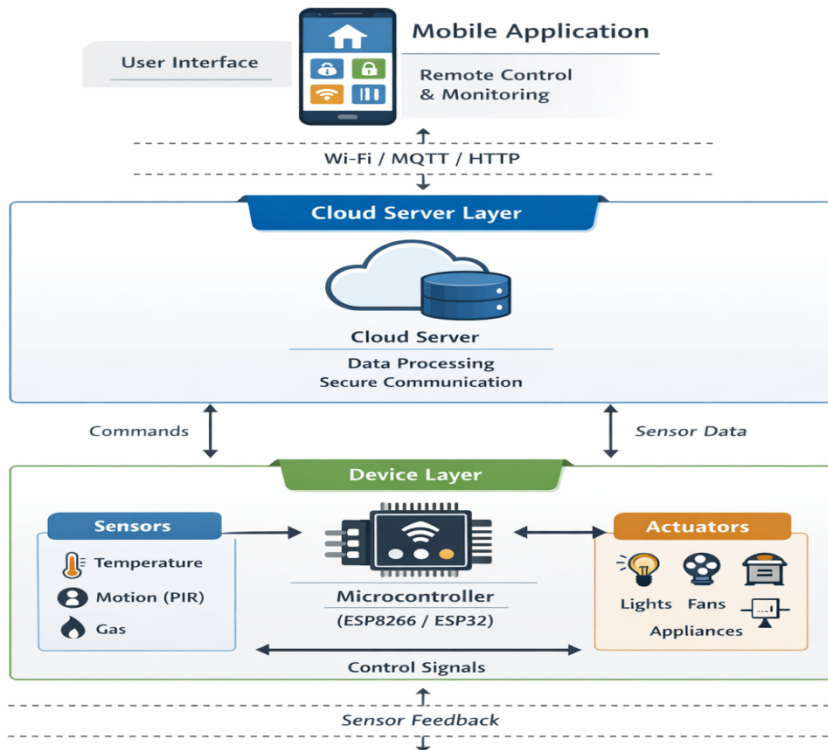 Mobile Application
User Interface
Remote Control
& Monitoring
Wi-Fi / MQTT / HTTP
Cloud Server Layer
Cloud Server
Data Processing
Secure Communication
Commands
Sensor Data
Device Layer
Sensors
Temperature
Motion (PIR)
Gas
Microcontroller
(ESP8266 / ESP32)
Actuators
Lights Fans
Appliances
Control Signals
Sensor Feedback